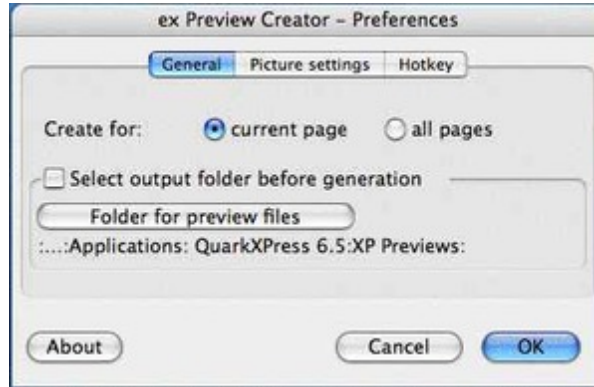 ex Preview Creator – Preferences
General Picture settings Hotkey
Create for: current page all pages
Select output folder before generation
Folder for preview files
:...:Applications: QuarkXPress 6.5:XP Previews:
About Cancel OK